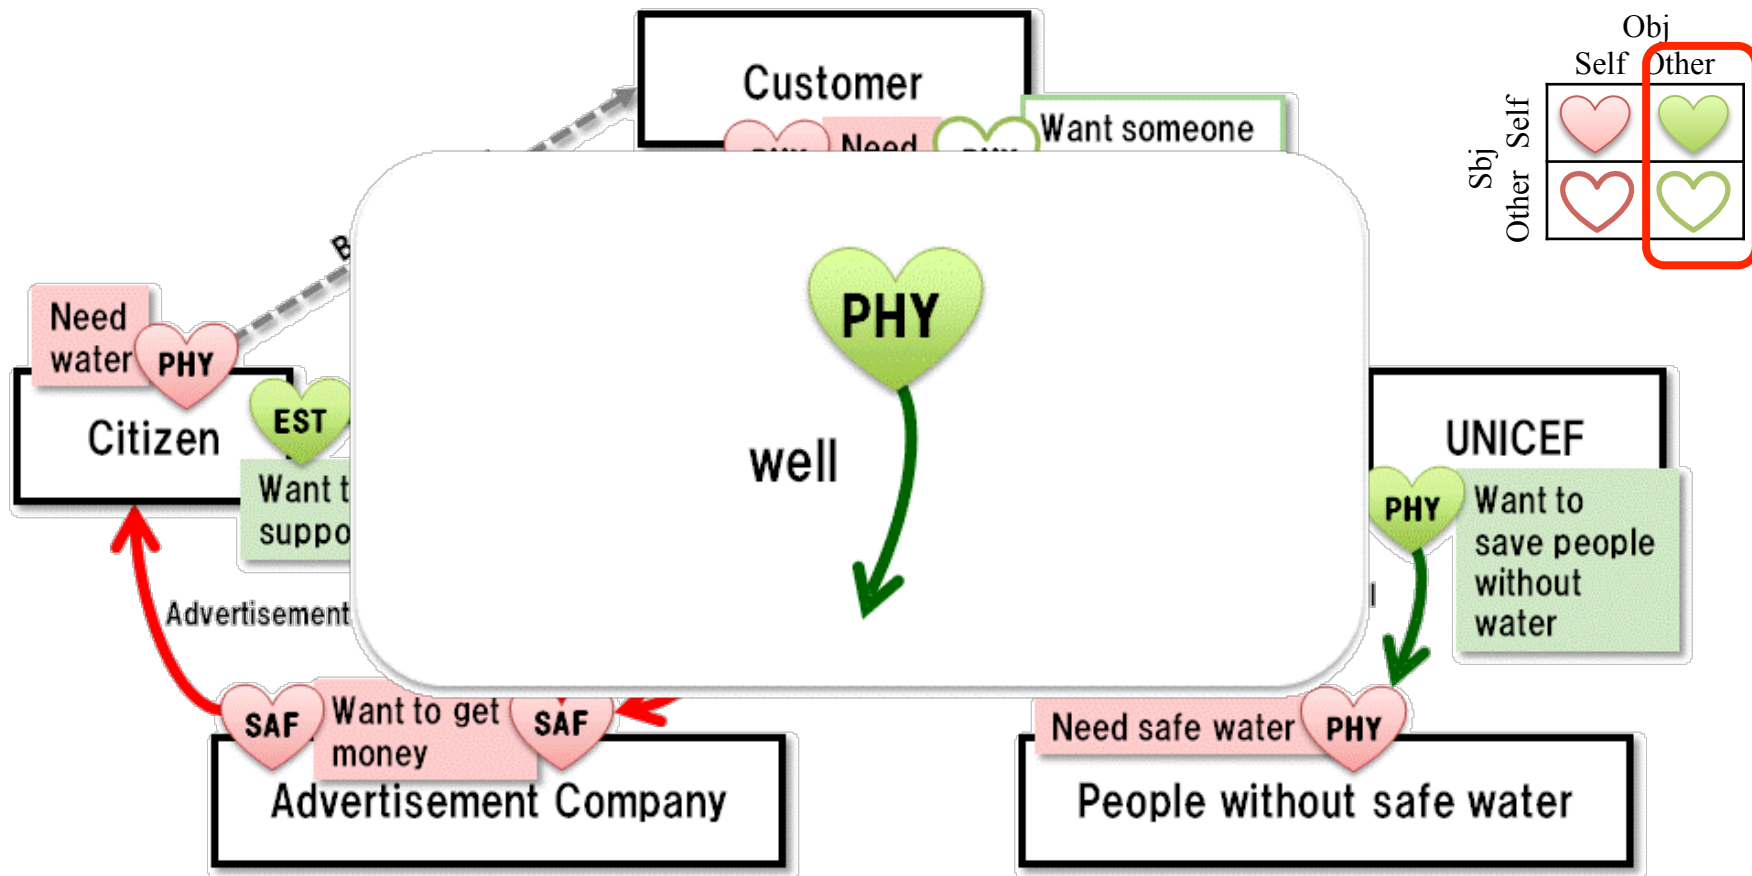 Obj
Self Other
Sbj
Self
Other
Customer
Need
Want someone
B
Need
water
PHY
Citizen
EST
Want t
suppo
PHY
well
UNICEF
PHY
Want to
save people
without
water
Advertisement
SAF
Want to get
money
SAF
Advertisement Company
Need safe water
PHY
People without safe water